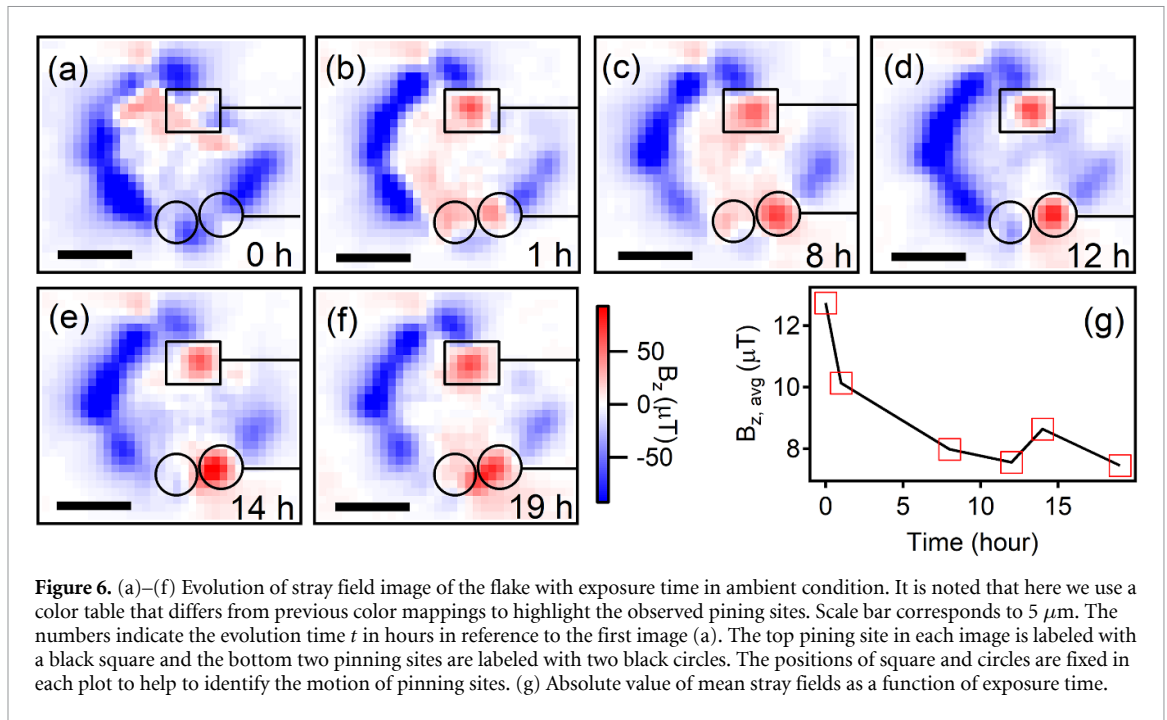 (a)
0 h
(b)
1 h
(c)
8 h
(d)
12 h
(e)
14 h
(f)
19 h
50
0
-50
B_z (μT)
(g)
12
10
8
B_z, avg (μT)
0
5
10
15
Time (hour)
Figure 6. (a)–(f) Evolution of stray field image of the flake with exposure time in ambient condition. It is noted that here we use a
color table that differs from previous color mappings to highlight the observed pining sites. Scale bar corresponds to 5 μm. The
numbers indicate the evolution time t in hours in reference to the first image (a). The top pining site in each image is labeled with
a black square and the bottom two pinning sites are labeled with two black circles. The positions of square and circles are fixed in
each plot to help to identify the motion of pinning sites. (g) Absolute value of mean stray fields as a function of exposure time.